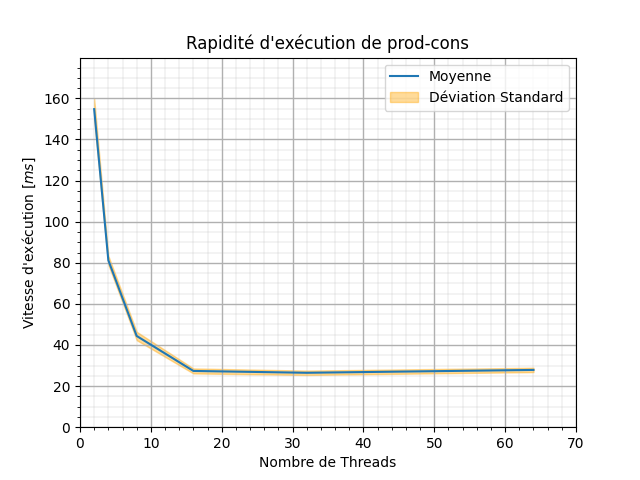 Rapidité d'exécution de prod-cons
Moyenne
Déviation Standard
Vitesse d'exécution [ms]
160
140
120
100
80
60
40
20
0
0 10 20 30 40 50 60 70
Nombre de Threads